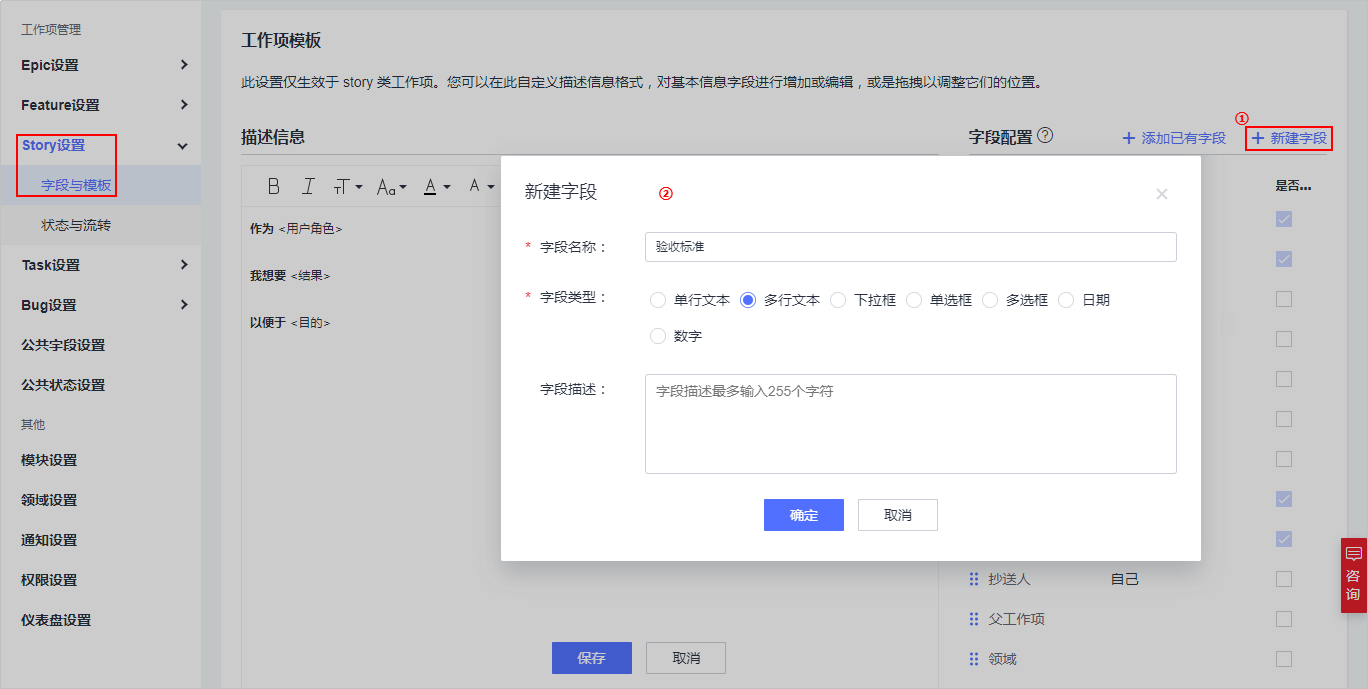 工作项管理
Epic设置
Feature设置
Story设置
字段与模板
状态与流转
Task设置
Bug设置
公共字段设置
公共状态设置
其他
模块设置
领域设置
通知设置
权限设置
仪表盘设置
工作项模板
此设置仅生效于 story 类工作项。您可以在此自定义描述信息格式，对基本信息字段进行增加或编辑，或是拖拽以调整它们的位置。
描述信息
字段配置 ?
+ 添加已有字段
①
+ 新建字段
B I TT Aa A A
作为 <用户角色>
我想要 <结果>
以便于 <目的>
是否...
新建字段
②
* 字段名称：
验收标准
* 字段类型：
单行文本 多行文本 下拉框 单选框 多选框 日期
数字
字段描述：
字段描述最多输入255个字符
确定 取消
抄送人 自己
父工作项
领域
保存 取消
咨询